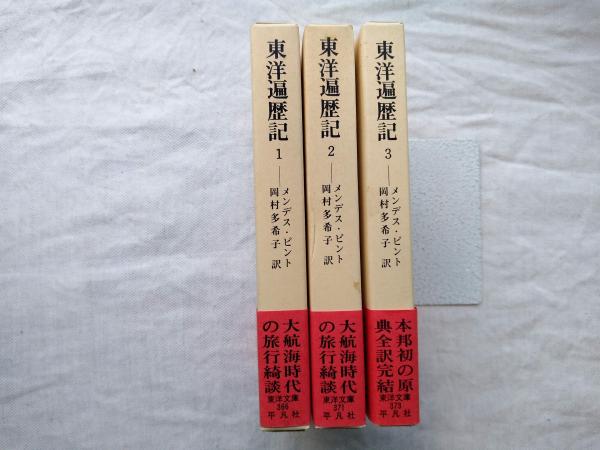 東洋遍歴記
1
メンデス・ピント
岡村多希子 訳
大航海時代
の旅行綺談
東洋文庫
366
平凡社
東洋遍歴記
2
メンデス・ピント
岡村多希子 訳
大航海時代
の旅行綺談
東洋文庫
371
平凡社
東洋遍歴記
3
メンデス・ピント
岡村多希子 訳
本邦初の原
典全訳完結
東洋文庫
373
平凡社